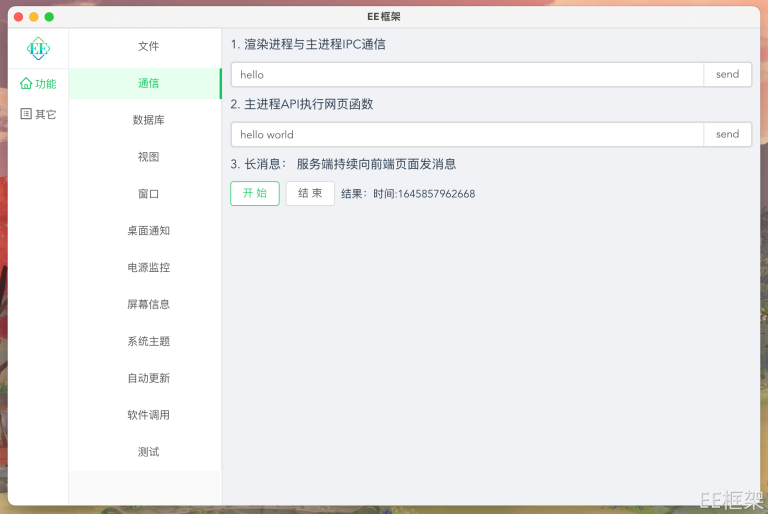 EE框架
EE
功能
其它
文件
通信
数据库
视图
窗口
桌面通知
电源监控
屏幕信息
系统主题
自动更新
软件调用
测试
1. 渲染进程与主进程IPC通信
hello send
2. 主进程API执行网页函数
hello world send
3. 长消息： 服务端持续向前端页面发消息
开 始 结 束 结果：时间:1645857962668
EE框架